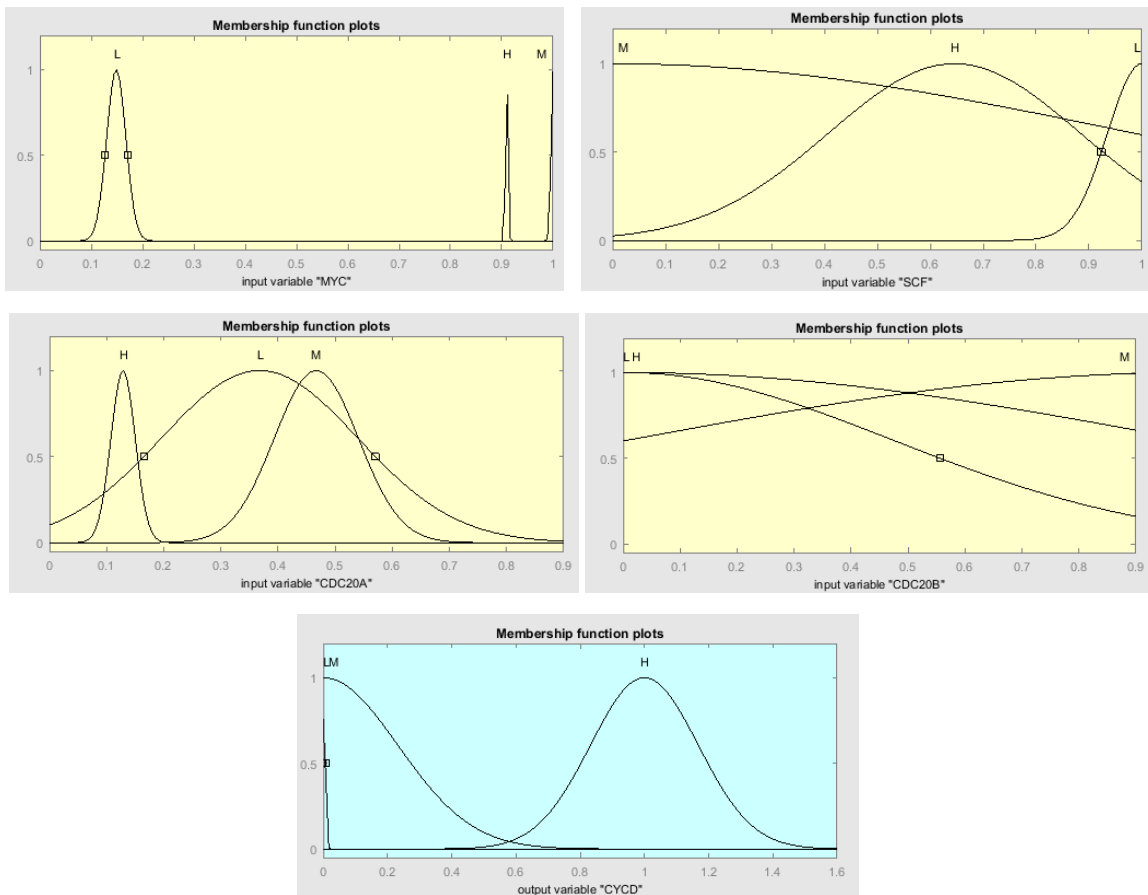 Membership function plots
L H M
1
0.5
0
0 0.1 0.2 0.3 0.4 0.5 0.6 0.7 0.8 0.9 1
input variable "MYC"
Membership function plots
M H L
1
0.5
0
0 0.1 0.2 0.3 0.4 0.5 0.6 0.7 0.8 0.9 1
input variable "SCF"
Membership function plots
H L M
1
0.5
0
0 0.1 0.2 0.3 0.4 0.5 0.6 0.7 0.8 0.9
input variable "CDC20A"
Membership function plots
L H M
1
0.5
0
0 0.1 0.2 0.3 0.4 0.5 0.6 0.7 0.8 0.9
input variable "CDC20B"
Membership function plots
LM H
1
0.5
0
0 0.2 0.4 0.6 0.8 1 1.2 1.4 1.6
output variable "CYCD"